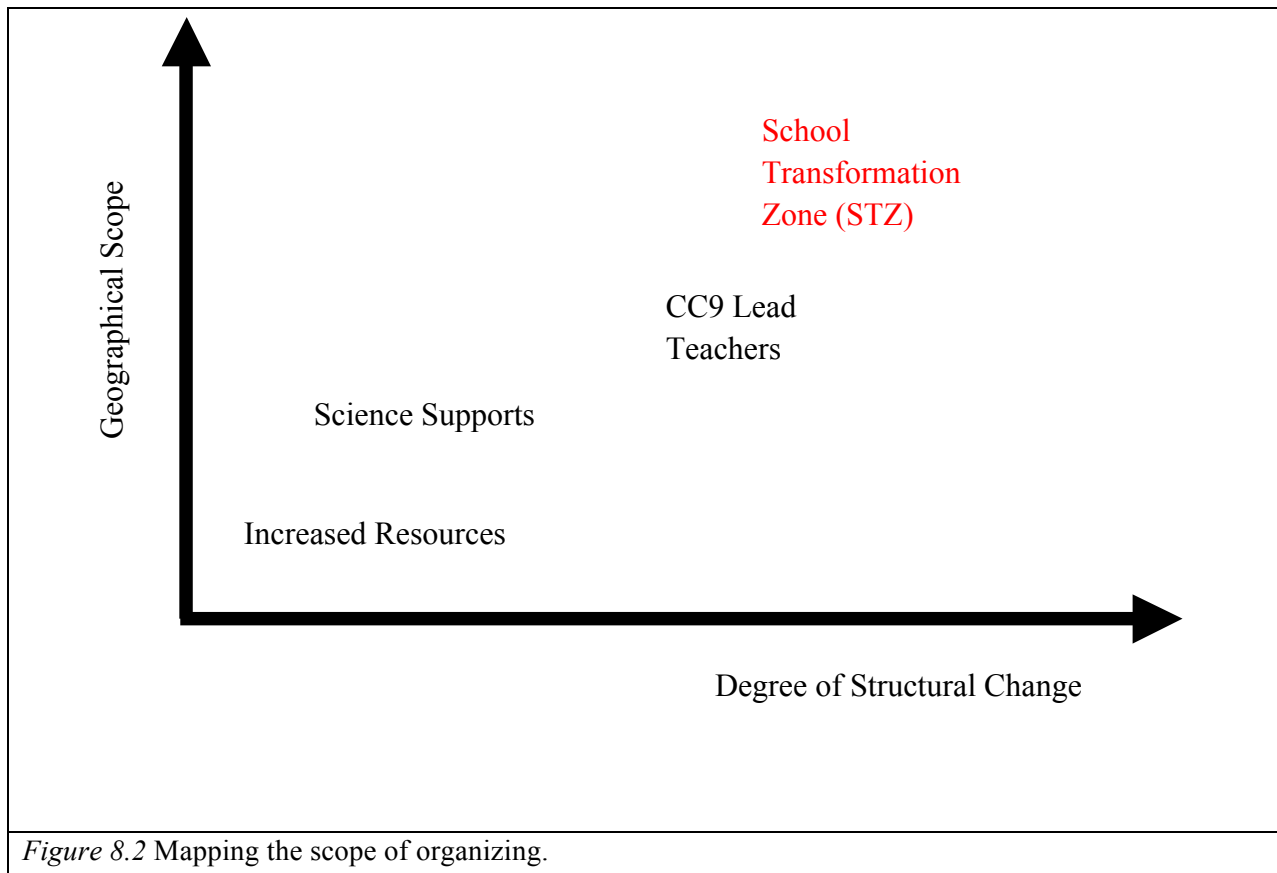 School
Transformation
Zone (STZ)
Geographical Scope
CC9 Lead
Teachers
Science Supports
Increased Resources
Degree of Structural Change
Figure 8.2 Mapping the scope of organizing.